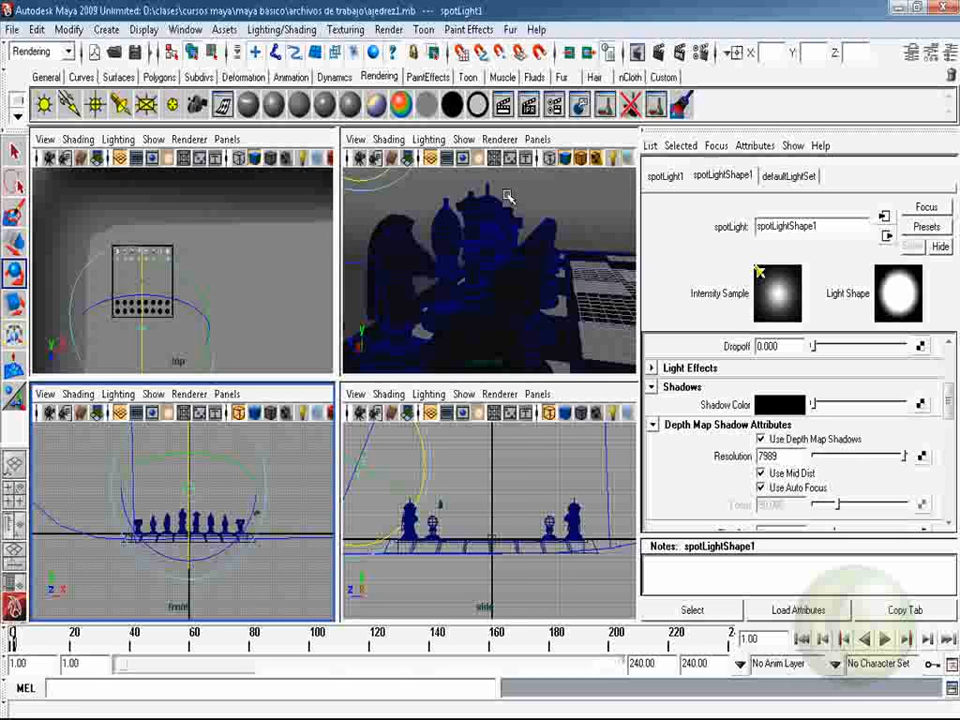 Autodesk Maya 2009 Unlimited: D:\clases\cursos maya\maya basico\archivos de trabajo\ajedrez1.mb --- spotLight1
File Edit Modify Create Display Window Assets Lighting/Shading Texturing Render Toon Paint Effects Fur Help
Rendering X: Y: Z:
General Curves Surfaces Polygons Subdivs Deformation Animation Dynamics Rendering PaintEffects Toon Muscle Fluids Fur Hair nCloth Custom
View Shading Lighting Show Renderer Panels
View Shading Lighting Show Renderer Panels
List Selected Focus Attributes Show Help
spotLight1 spotLightShape1 defaultLightSet
Focus
spotLight: spotLightShape1
Presets
Hide
Intensity Sample Light Shape
Dropoff 0.000
Light Effects
Shadows
Shadow Color
Depth Map Shadow Attributes
Use Depth Map Shadows
Resolution 7989
Use Mid Dist
Use Auto Focus
top
View Shading Lighting Show Renderer Panels
View Shading Lighting Show Renderer Panels
front
side
Notes: spotLightShape1
Select Load Attributes Copy Tab
0 20 40 60 80 100 120 140 160 180 200 220 2 1.00
1.00 1.00 240.00 240.00 No Anim Layer No Character Set
MEL